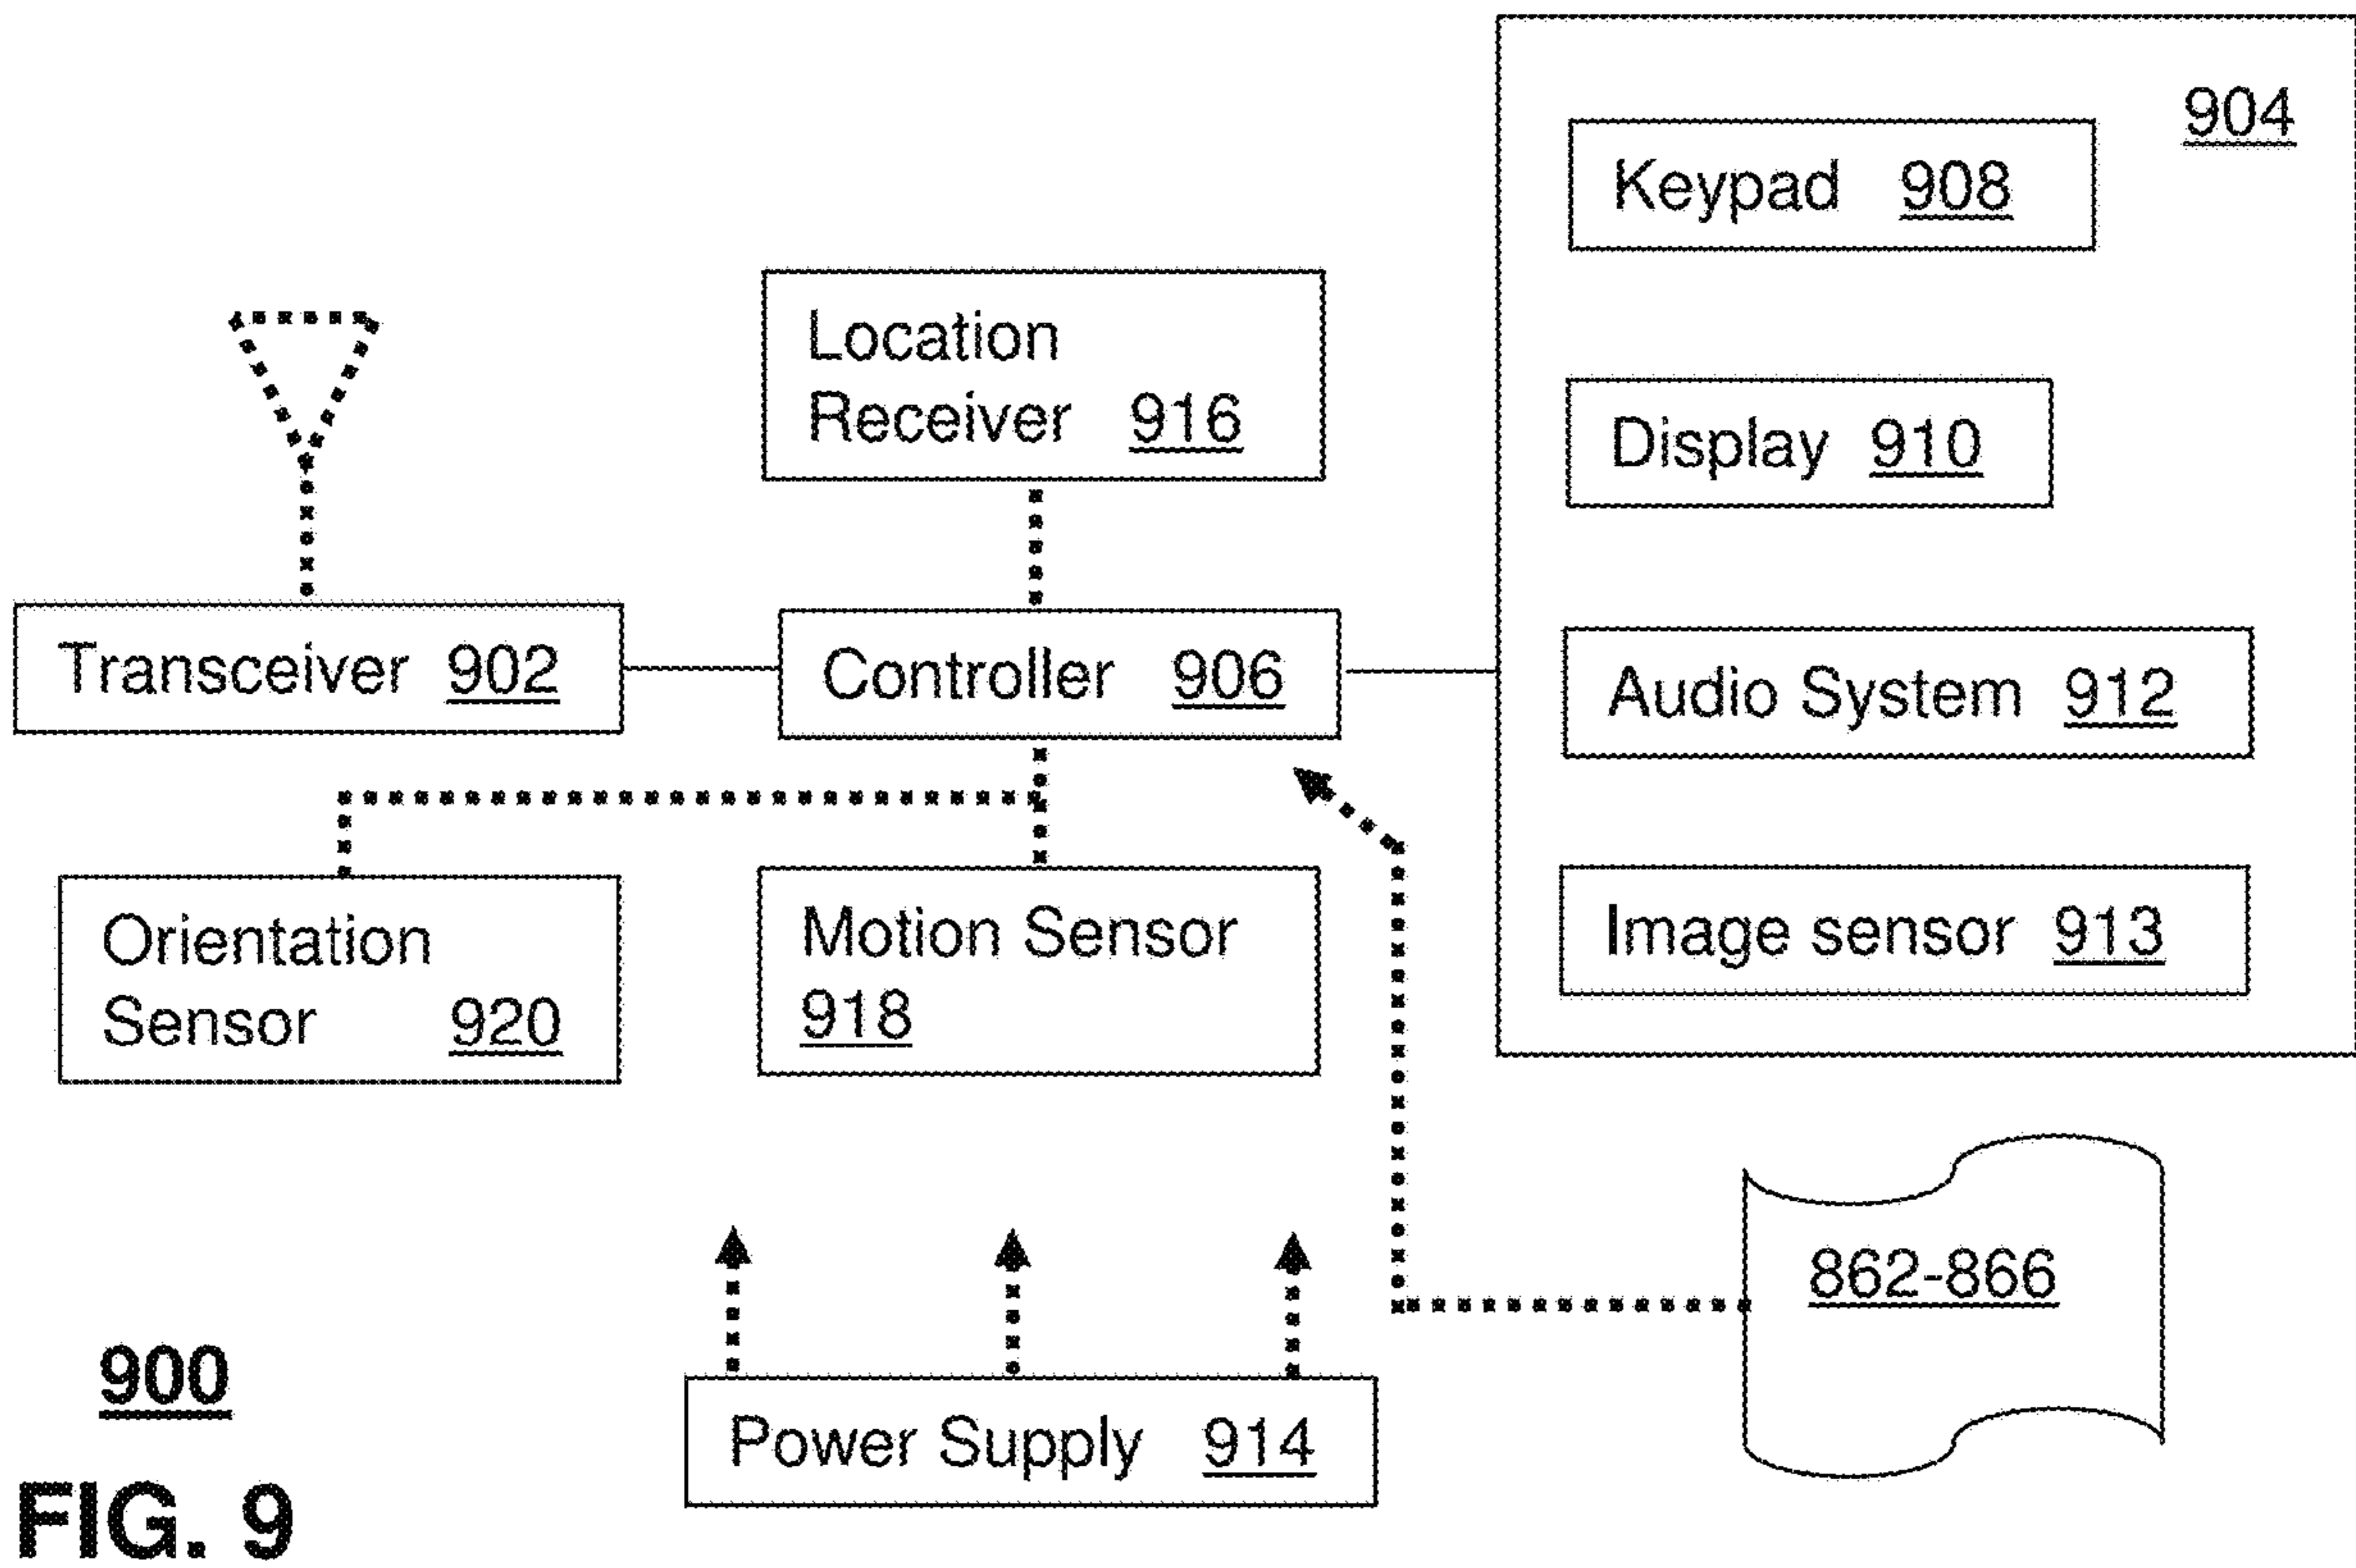 904
Keypad 908
Location
Receiver 916
Display 910
Transceiver 902
Controller 906
Audio System 912
Orientation
Sensor 920
Motion Sensor
918
Image sensor 913
862-866
900
Power Supply 914
FIG. 9